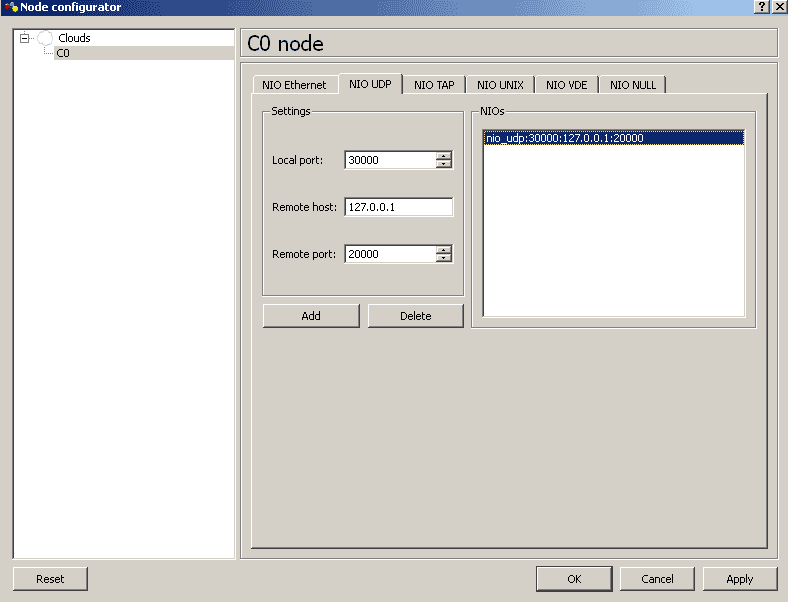 Node configurator
Clouds
C0
C0 node
NIO Ethernet
NIO UDP
NIO TAP
NIO UNIX
NIO VDE
NIO NULL
Settings
Local port:
30000
Remote host:
127.0.0.1
Remote port:
20000
Add
Delete
NIOs
nio_udp:30000:127.0.0.1:20000
Reset
OK
Cancel
Apply